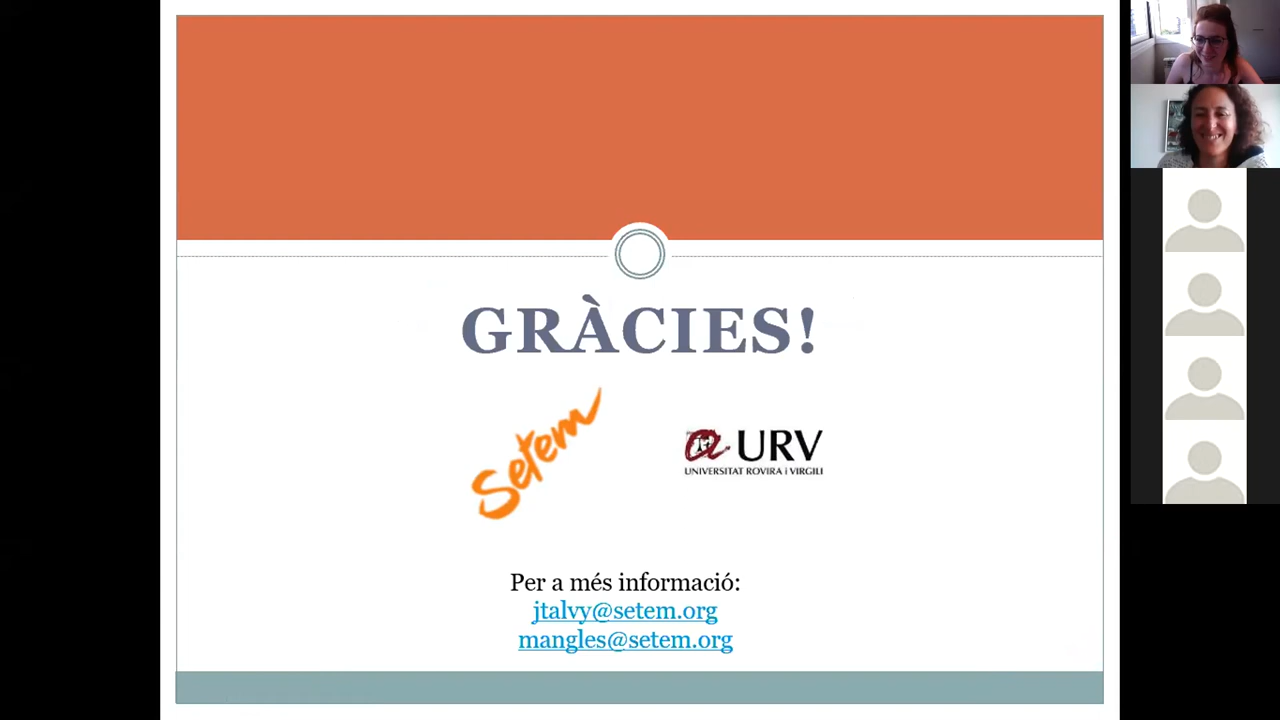 GRÀCIES!
Setem
URV
UNIVERSITAT ROVIRA i VIRGILI
Per a més informació:
jtalvy@setem.org
mangles@setem.org